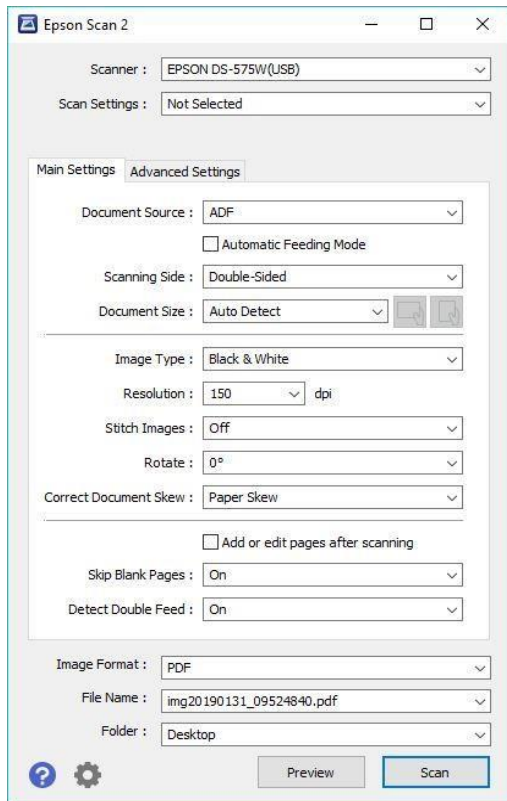 Epson Scan 2
Scanner : EPSON DS-575W(USB)
Scan Settings : Not Selected
Main Settings Advanced Settings
Document Source : ADF
Automatic Feeding Mode
Scanning Side : Double-Sided
Document Size : Auto Detect
Image Type : Black & White
Resolution : 150 dpi
Stitch Images : Off
Rotate : 0°
Correct Document Skew : Paper Skew
Add or edit pages after scanning
Skip Blank Pages : On
Detect Double Feed : On
Image Format : PDF
File Name : img20190131_09524840.pdf
Folder : Desktop
? Preview Scan